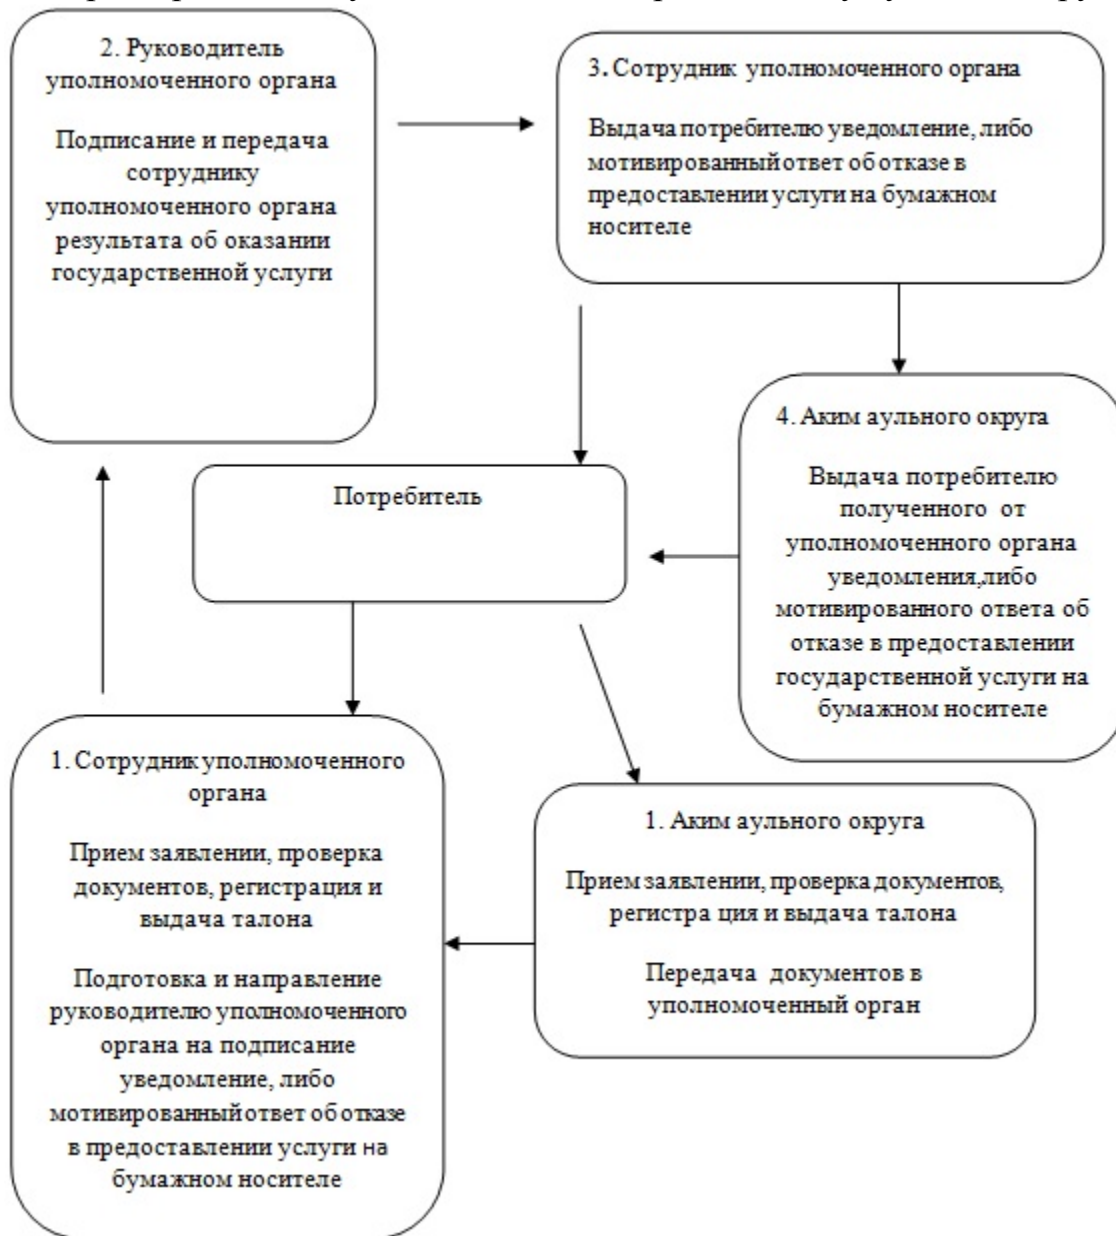 2. Руководитель
уполномоченного органа
Подписание и передача
сотруднику
уполномоченного органа
результата об оказании
государственной услуги
3. Сотрудник уполномоченного органа
Выдача потребителю уведомление, либо
мотивированный ответ об отказе в
предоставлении услуги на бумажном
носителе
4. Аким аульного округа
Выдача потребителю
полученного от
уполномоченного органа
уведомления,либо
мотивированного ответа об
отказе в предоставлении
государственной услуги на
бумажном носителе
Потребитель
1. Сотрудник уполномоченного
органа
Прием заявлении, проверка
документов, регистрация и
выдача талона
Подготовка и направление
руководителю уполномоченного
органа на подписание
уведомление, либо
мотивированный ответ об отказе
в предоставлении услуги на
бумажном носителе
1. Аким аульного округа
Прием заявлении, проверка документов,
регистра ция и выдача талона
Передача документов в
уполномоченный орган